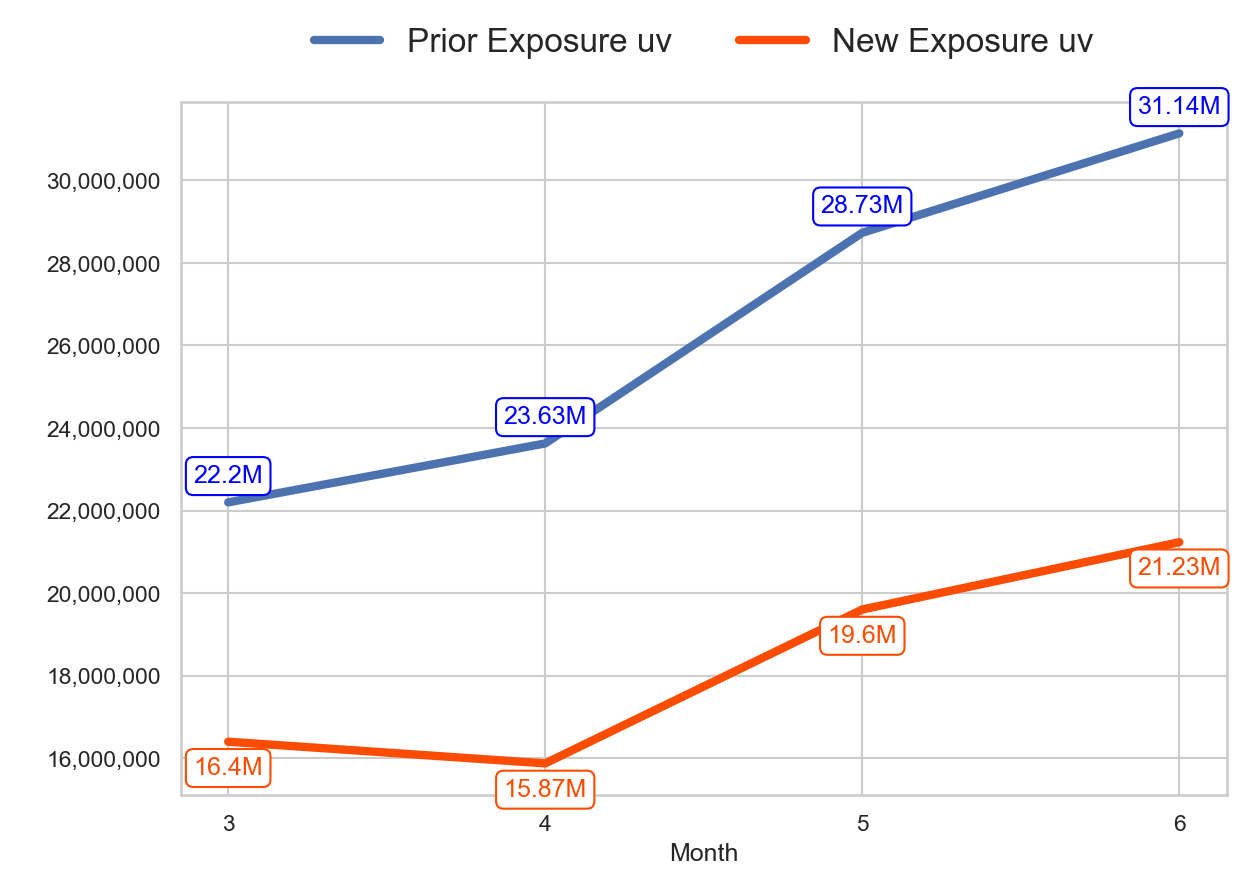 Prior Exposure uv New Exposure uv
31.14M
30,000,000
28.73M
28,000,000
26,000,000
23.63M
24,000,000
22.2M
22,000,000
21.23M
20,000,000
19.6M
18,000,000
16.4M
16,000,000
15.87M
3 4 5 6
Month